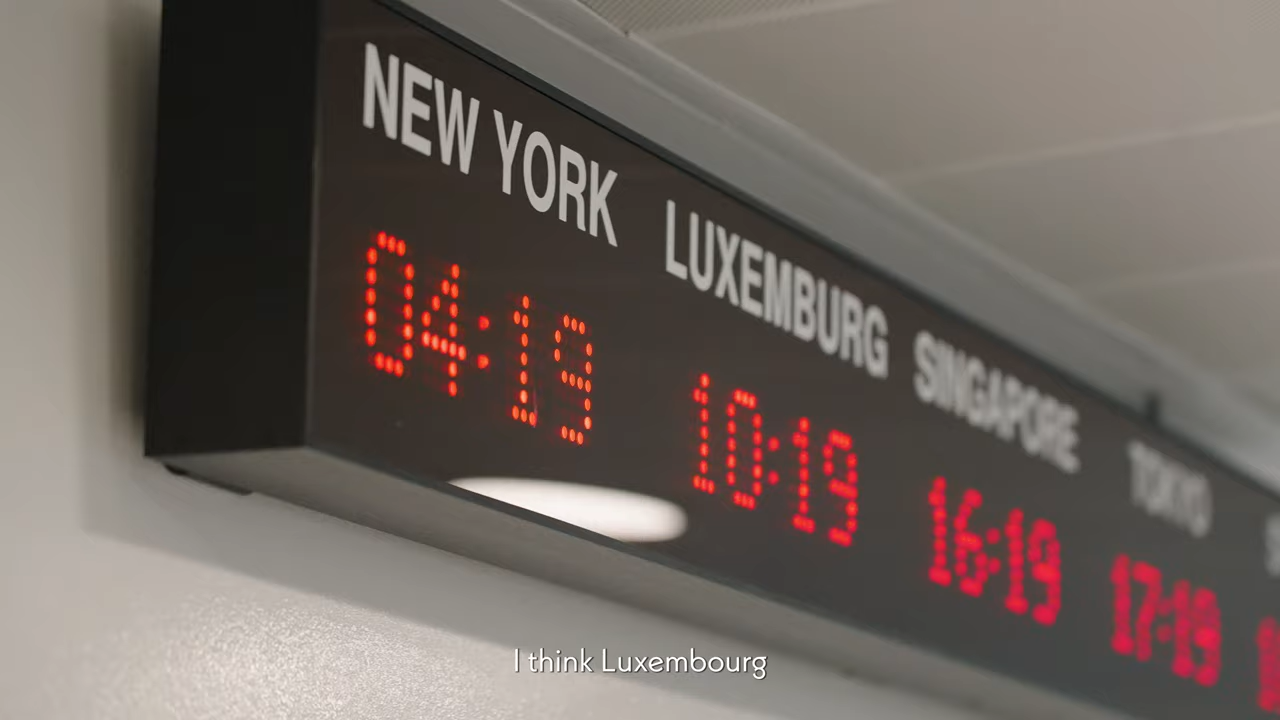 NEW YORK
04:19
LUXEMBURG
10:19
SINGAPORE
16:19
TOKYO
17:19
I think Luxembourg